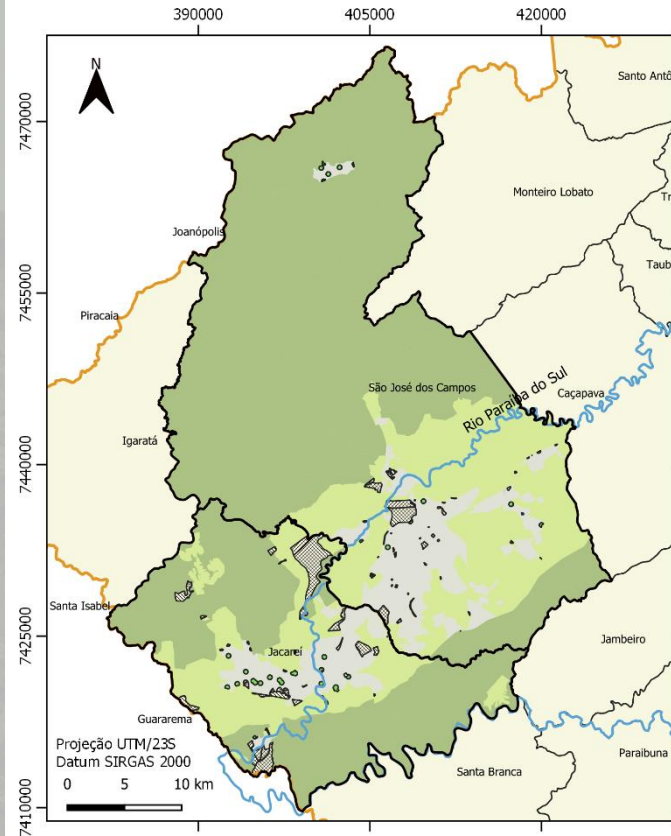 390000
405000
420000
N
7470000
7455000
7440000
7425000
7410000
Santo Antô
Monteiro Lobato
Tr
Joanópolis
Taub
Piracaia
São José dos Campos
Rio Paraíba do Sul
Caçapava
Igaratá
Santa Isabel
Jacareí
Jambeiro
Guararema
Projeção UTM/23S
Datum SIRGAS 2000
0 5 10 km
Santa Branca
Paraibuna